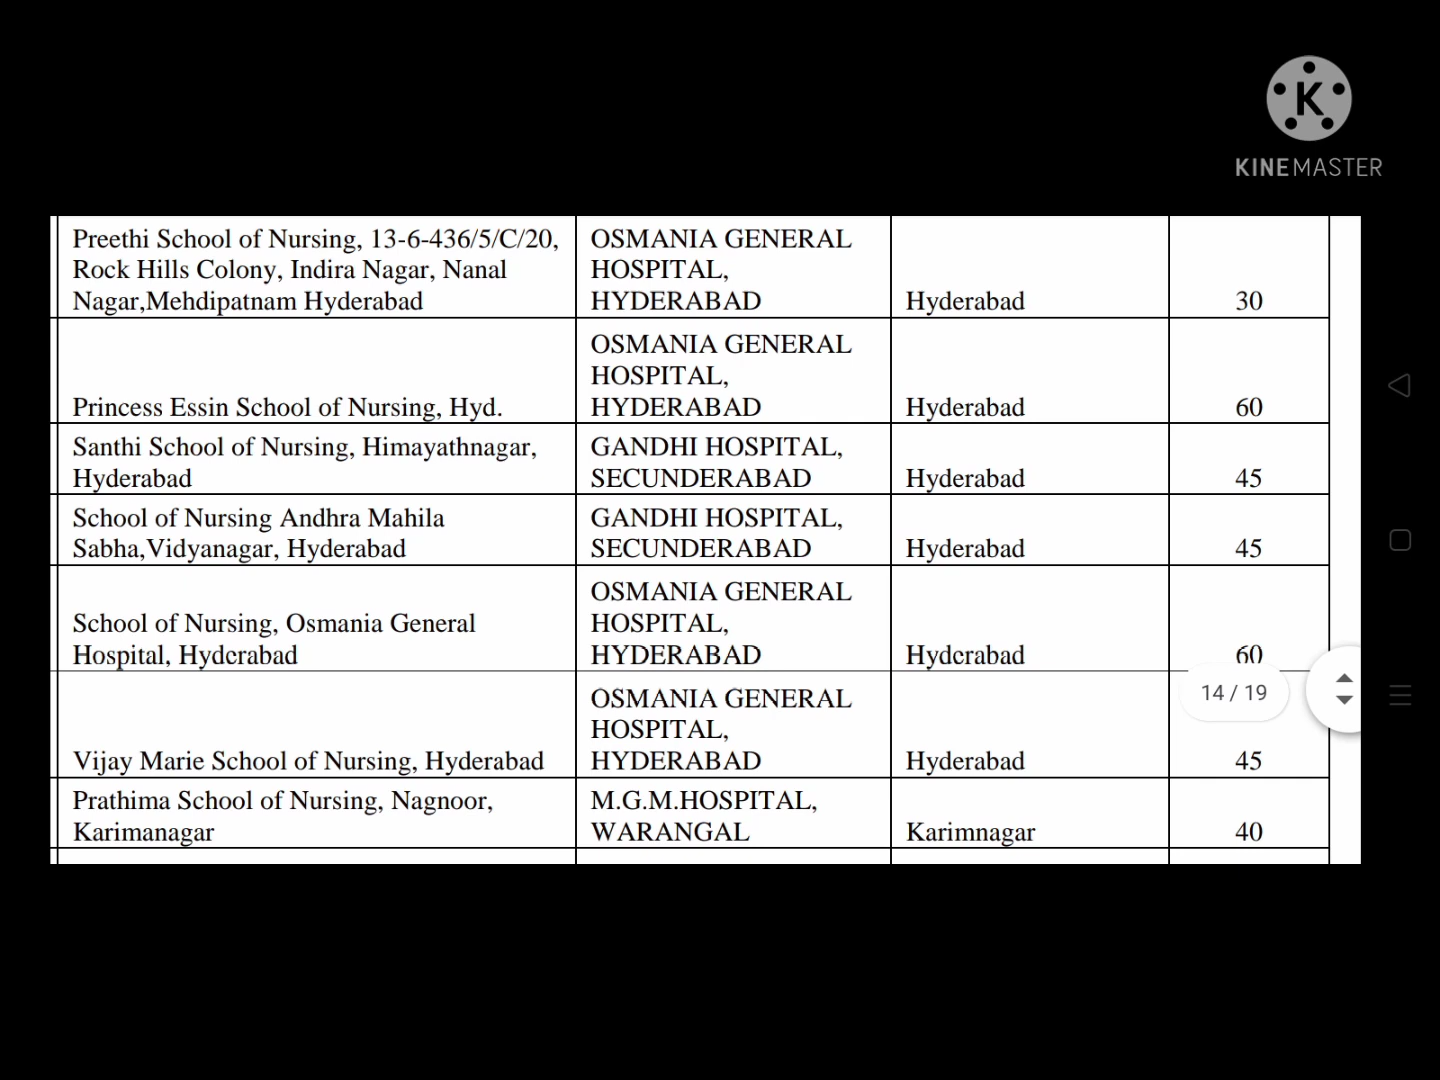 K
KINEMASTER
Preethi School of Nursing, 13-6-436/5/C/20,
Rock Hills Colony, Indira Nagar, Nanal
Nagar,Mehdipatnam Hyderabad
OSMANIA GENERAL
HOSPITAL,
HYDERABAD
Hyderabad
30
Princess Essin School of Nursing, Hyd.
OSMANIA GENERAL
HOSPITAL,
HYDERABAD
Hyderabad
60
Santhi School of Nursing, Himayathnagar,
Hyderabad
GANDHI HOSPITAL,
SECUNDERABAD
Hyderabad
45
School of Nursing Andhra Mahila
Sabha,Vidyanagar, Hyderabad
GANDHI HOSPITAL,
SECUNDERABAD
Hyderabad
45
School of Nursing, Osmania General
Hospital, Hyderabad
OSMANIA GENERAL
HOSPITAL,
HYDERABAD
Hyderabad
60
14 / 19
Vijay Marie School of Nursing, Hyderabad
OSMANIA GENERAL
HOSPITAL,
HYDERABAD
Hyderabad
45
Prathima School of Nursing, Nagnoor,
Karimanagar
M.G.M.HOSPITAL,
WARANGAL
Karimnagar
40